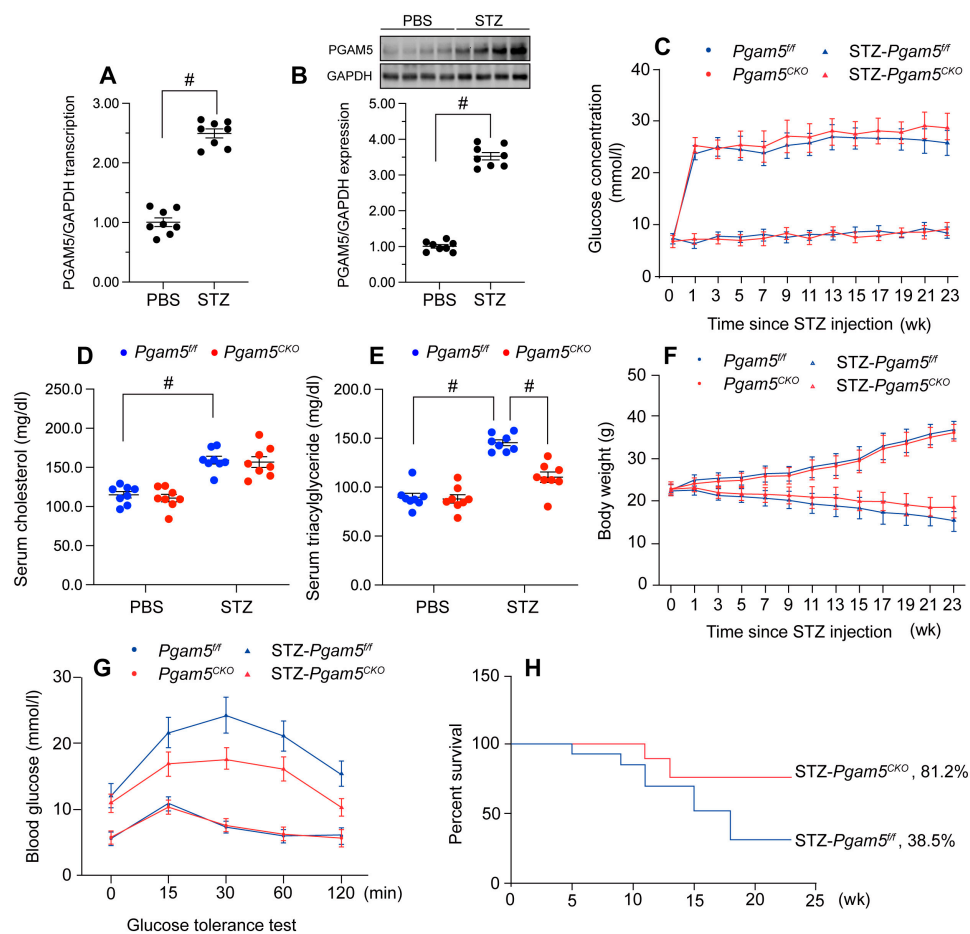 PBS STZ
PGAM5
GAPDH
A
#
PGAM5/GAPDH transcription
3.00
2.00
1.00
0.00
PBS STZ
B
#
PGAM5/GAPDH expression
5.00
4.00
3.00
2.00
1.00
0.00
PBS STZ
C
Pgam5f/f STZ-Pgam5f/f
Pgam5CKO STZ-Pgam5CKO
Glucose concentration
(mmol/l)
40
30
20
10
0
0 1 3 5 7 9 11 13 15 17 19 21 23
Time since STZ injection (wk)
D
Pgam5f/f Pgam5CKO
#
Serum cholesterol (mg/dl)
250.0
200.0
150.0
100.0
50.0
0.0
PBS STZ
E
Pgam5f/f Pgam5CKO
# #
Serum triacylglyceride (mg/dl)
200.0
150.0
100.0
50.0
0.0
PBS STZ
F
Pgam5f/f STZ-Pgam5f/f
Pgam5CKO STZ-Pgam5CKO
Body weight (g)
50
40
30
20
10
0
0 1 3 5 7 9 11 13 15 17 19 21 23
Time since STZ injection (wk)
G
Pgam5f/f STZ-Pgam5f/f
Pgam5CKO STZ-Pgam5CKO
Blood glucose (mmol/l)
30
20
10
0
0 15 30 60 120 (min)
Glucose tolerance test
H
Percent survival
150
100
50
0
STZ-Pgam5CKO, 81.2%
STZ-Pgam5f/f, 38.5%
0 5 10 15 20 25 (wk)